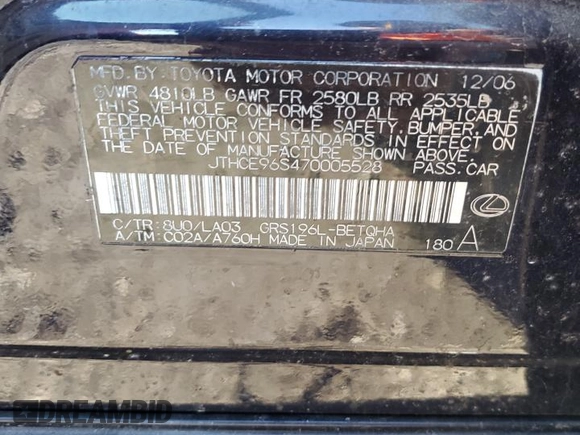 MFD. BY: TOYOTA MOTOR CORPORATION 12/06
GVWR 4810LB GAWR FR 2580LB RR 2535LB
THIS VEHICLE CONFORMS TO ALL APPLICABLE
FEDERAL MOTOR VEHICLE SAFETY, BUMPER, AND
THEFT PREVENTION STANDARDS IN EFFECT ON
THE DATE OF MANUFACTURE SHOWN ABOVE.
JTHCE96S470005528 PASS. CAR
C/TR: 8U0/LA03 GRS196L-BETQHA
A/TM: C02A/A760H MADE IN JAPAN 180 A
DREAMBID